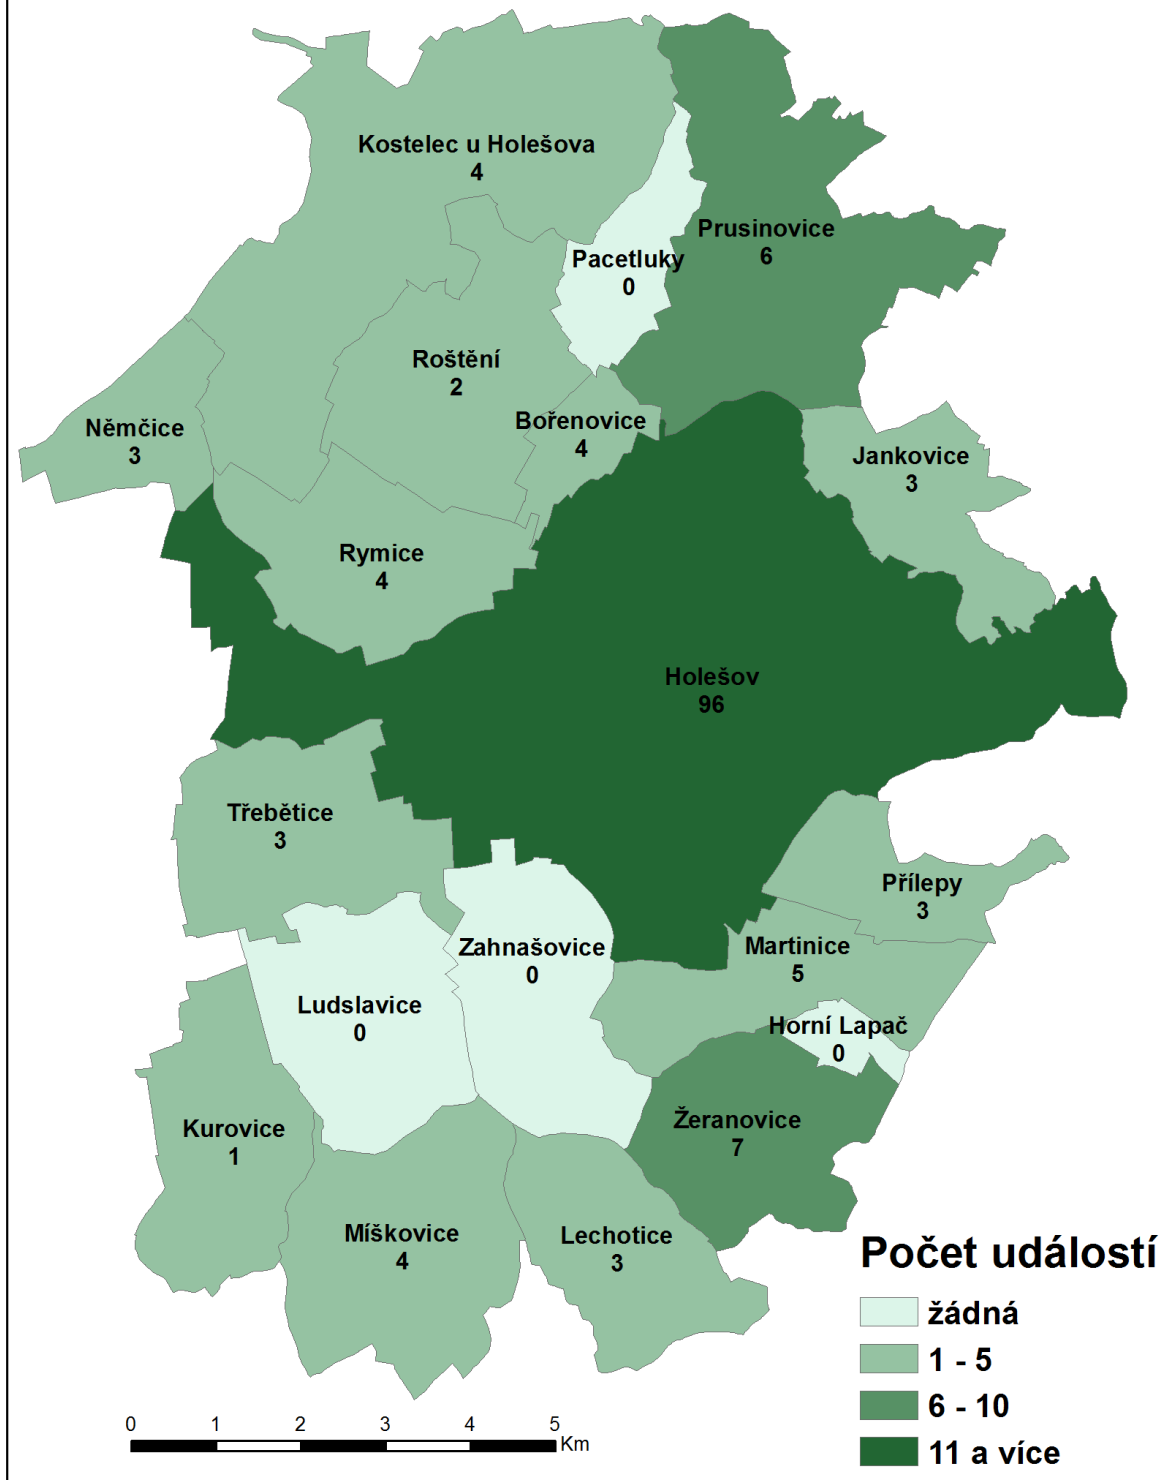 Kostelec u Holešova
4
Prusinovice
6
Pacetluky
0
Roštění
2
Bořenovice
4
Němčice
3
Jankovice
3
Rymice
4
Holešov
96
Třebětice
3
Přílepy
3
Martinice
5
Zahnašovice
0
Ludslavice
0
Horní Lapač
0
Žeranovice
7
Kurovice
1
Míškovice
4
Lechotice
3
Počet událostí
žádná
1 - 5
6 - 10
11 a více
0 1 2 3 4 5
Km